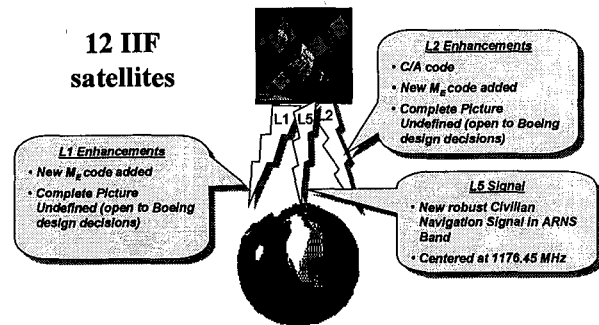 12 IIF
satellites
L1 L5 L2
L2 Enhancements
• C/A code
• New ME code added
• Complete Picture
Undefined (open to Boeing
design decisions)
L1 Enhancements
• New ME code added
• Complete Picture
Undefined (open to Boeing
design decisions)
L5 Signal
• New robust Civilian
Navigation Signal in ARNS
Band
• Centered at 1176.45 MHz